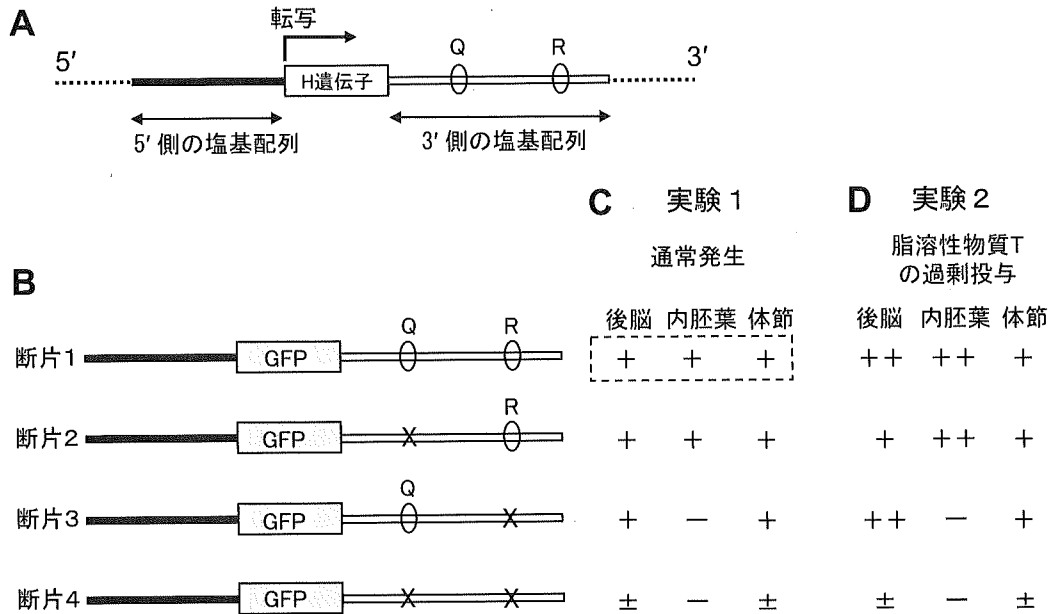 A
転写
5′
H遺伝子
Q
R
3′
5′側の塩基配列
3′側の塩基配列
C 実験1
通常発生
D 実験2
脂溶性物質T
の過剰投与
B
後脳 内胚葉 体節
後脳 内胚葉 体節
Q R
断片1 GFP + + + ++ ++ +
R
断片2 GFP X + + + + ++ +
Q
断片3 GFP X + − + ++ − +
断片4 GFP X X ± − ± ± − ±